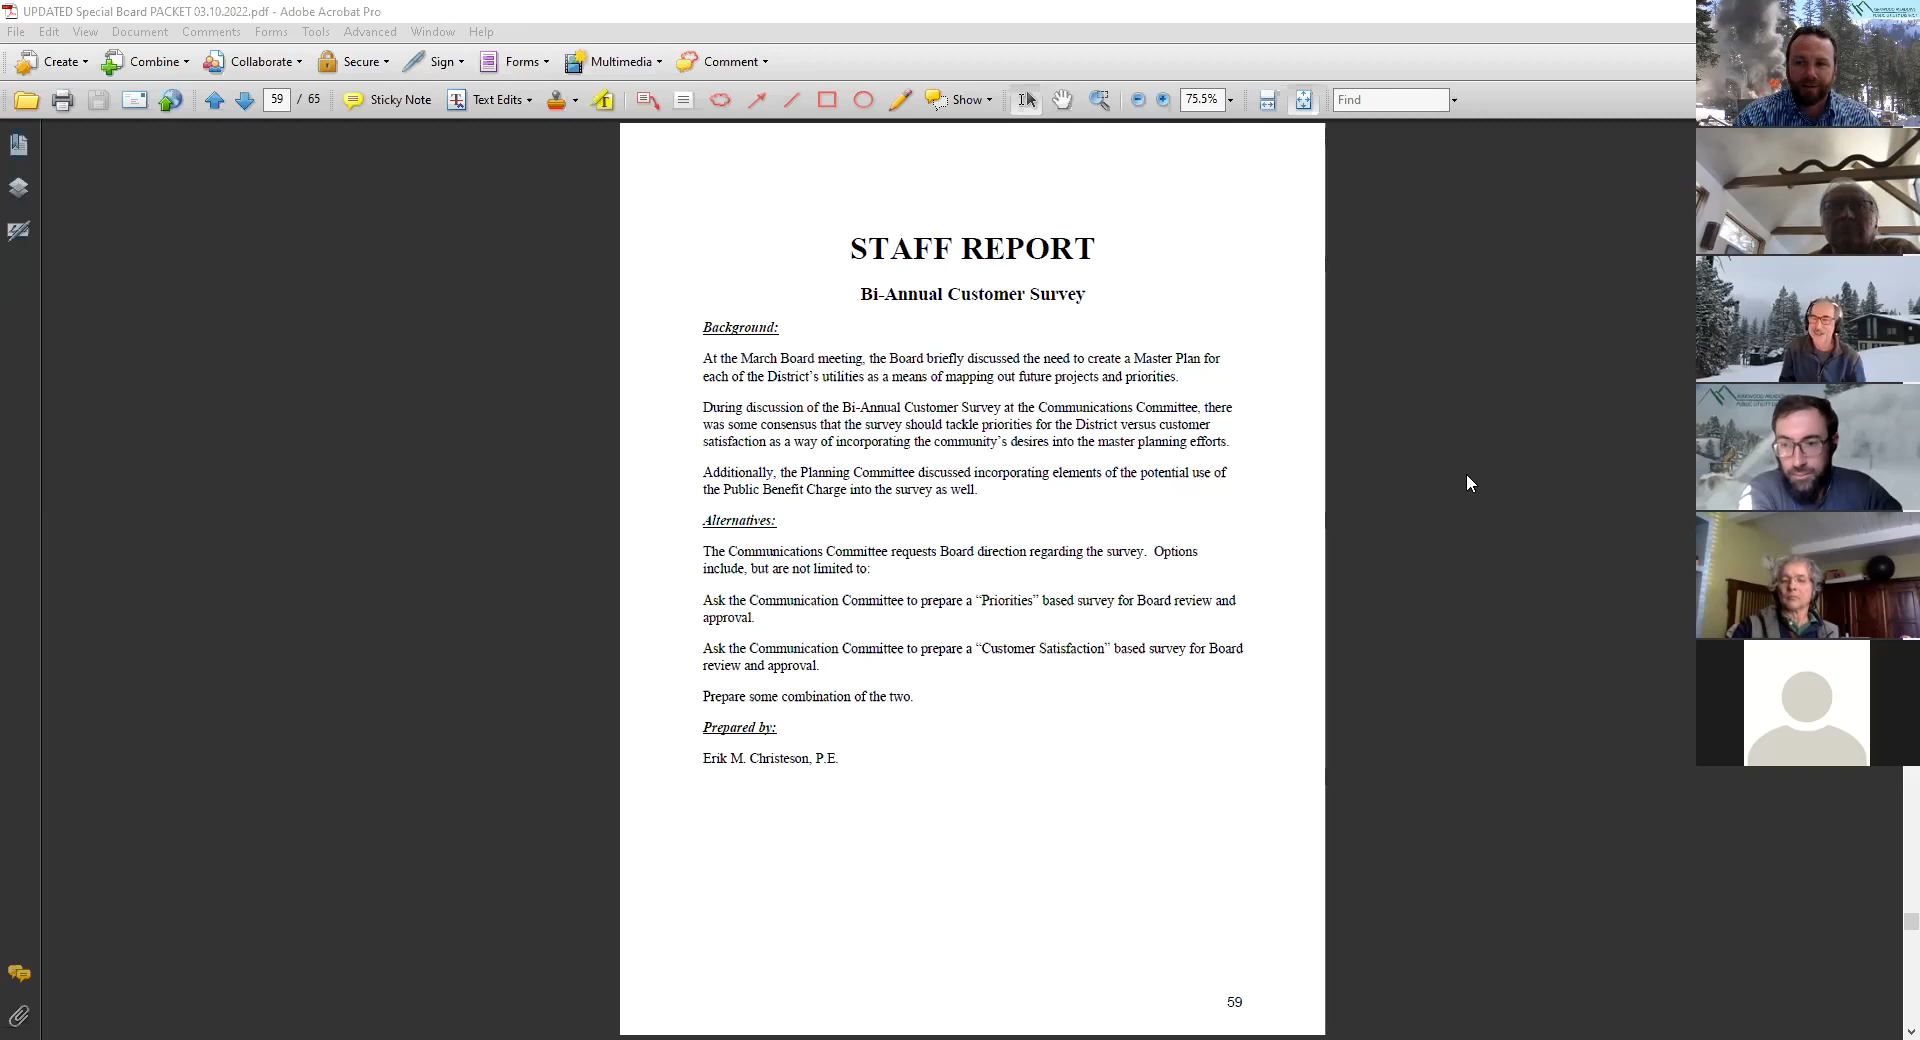 UPDATED Special Board PACKET 03.10.2022.pdf - Adobe Acrobat Pro
File Edit View Document Comments Forms Tools Advanced Window Help
Create Combine Collaborate Secure Sign Forms Multimedia Comment
59 / 65 Sticky Note Text Edits Show 75.5% Find
STAFF REPORT
Bi-Annual Customer Survey
Background:
At the March Board meeting, the Board briefly discussed the need to create a Master Plan for
each of the District’s utilities as a means of mapping out future projects and priorities.
During discussion of the Bi-Annual Customer Survey at the Communications Committee, there
was some consensus that the survey should tackle priorities for the District versus customer
satisfaction as a way of incorporating the community’s desires into the master planning efforts.
Additionally, the Planning Committee discussed incorporating elements of the potential use of
the Public Benefit Charge into the survey as well.
Alternatives:
The Communications Committee requests Board direction regarding the survey.  Options
include, but are not limited to:
Ask the Communication Committee to prepare a “Priorities” based survey for Board review and
approval.
Ask the Communication Committee to prepare a “Customer Satisfaction” based survey for Board
review and approval.
Prepare some combination of the two.
Prepared by:
Erik M. Christeson, P.E.
59